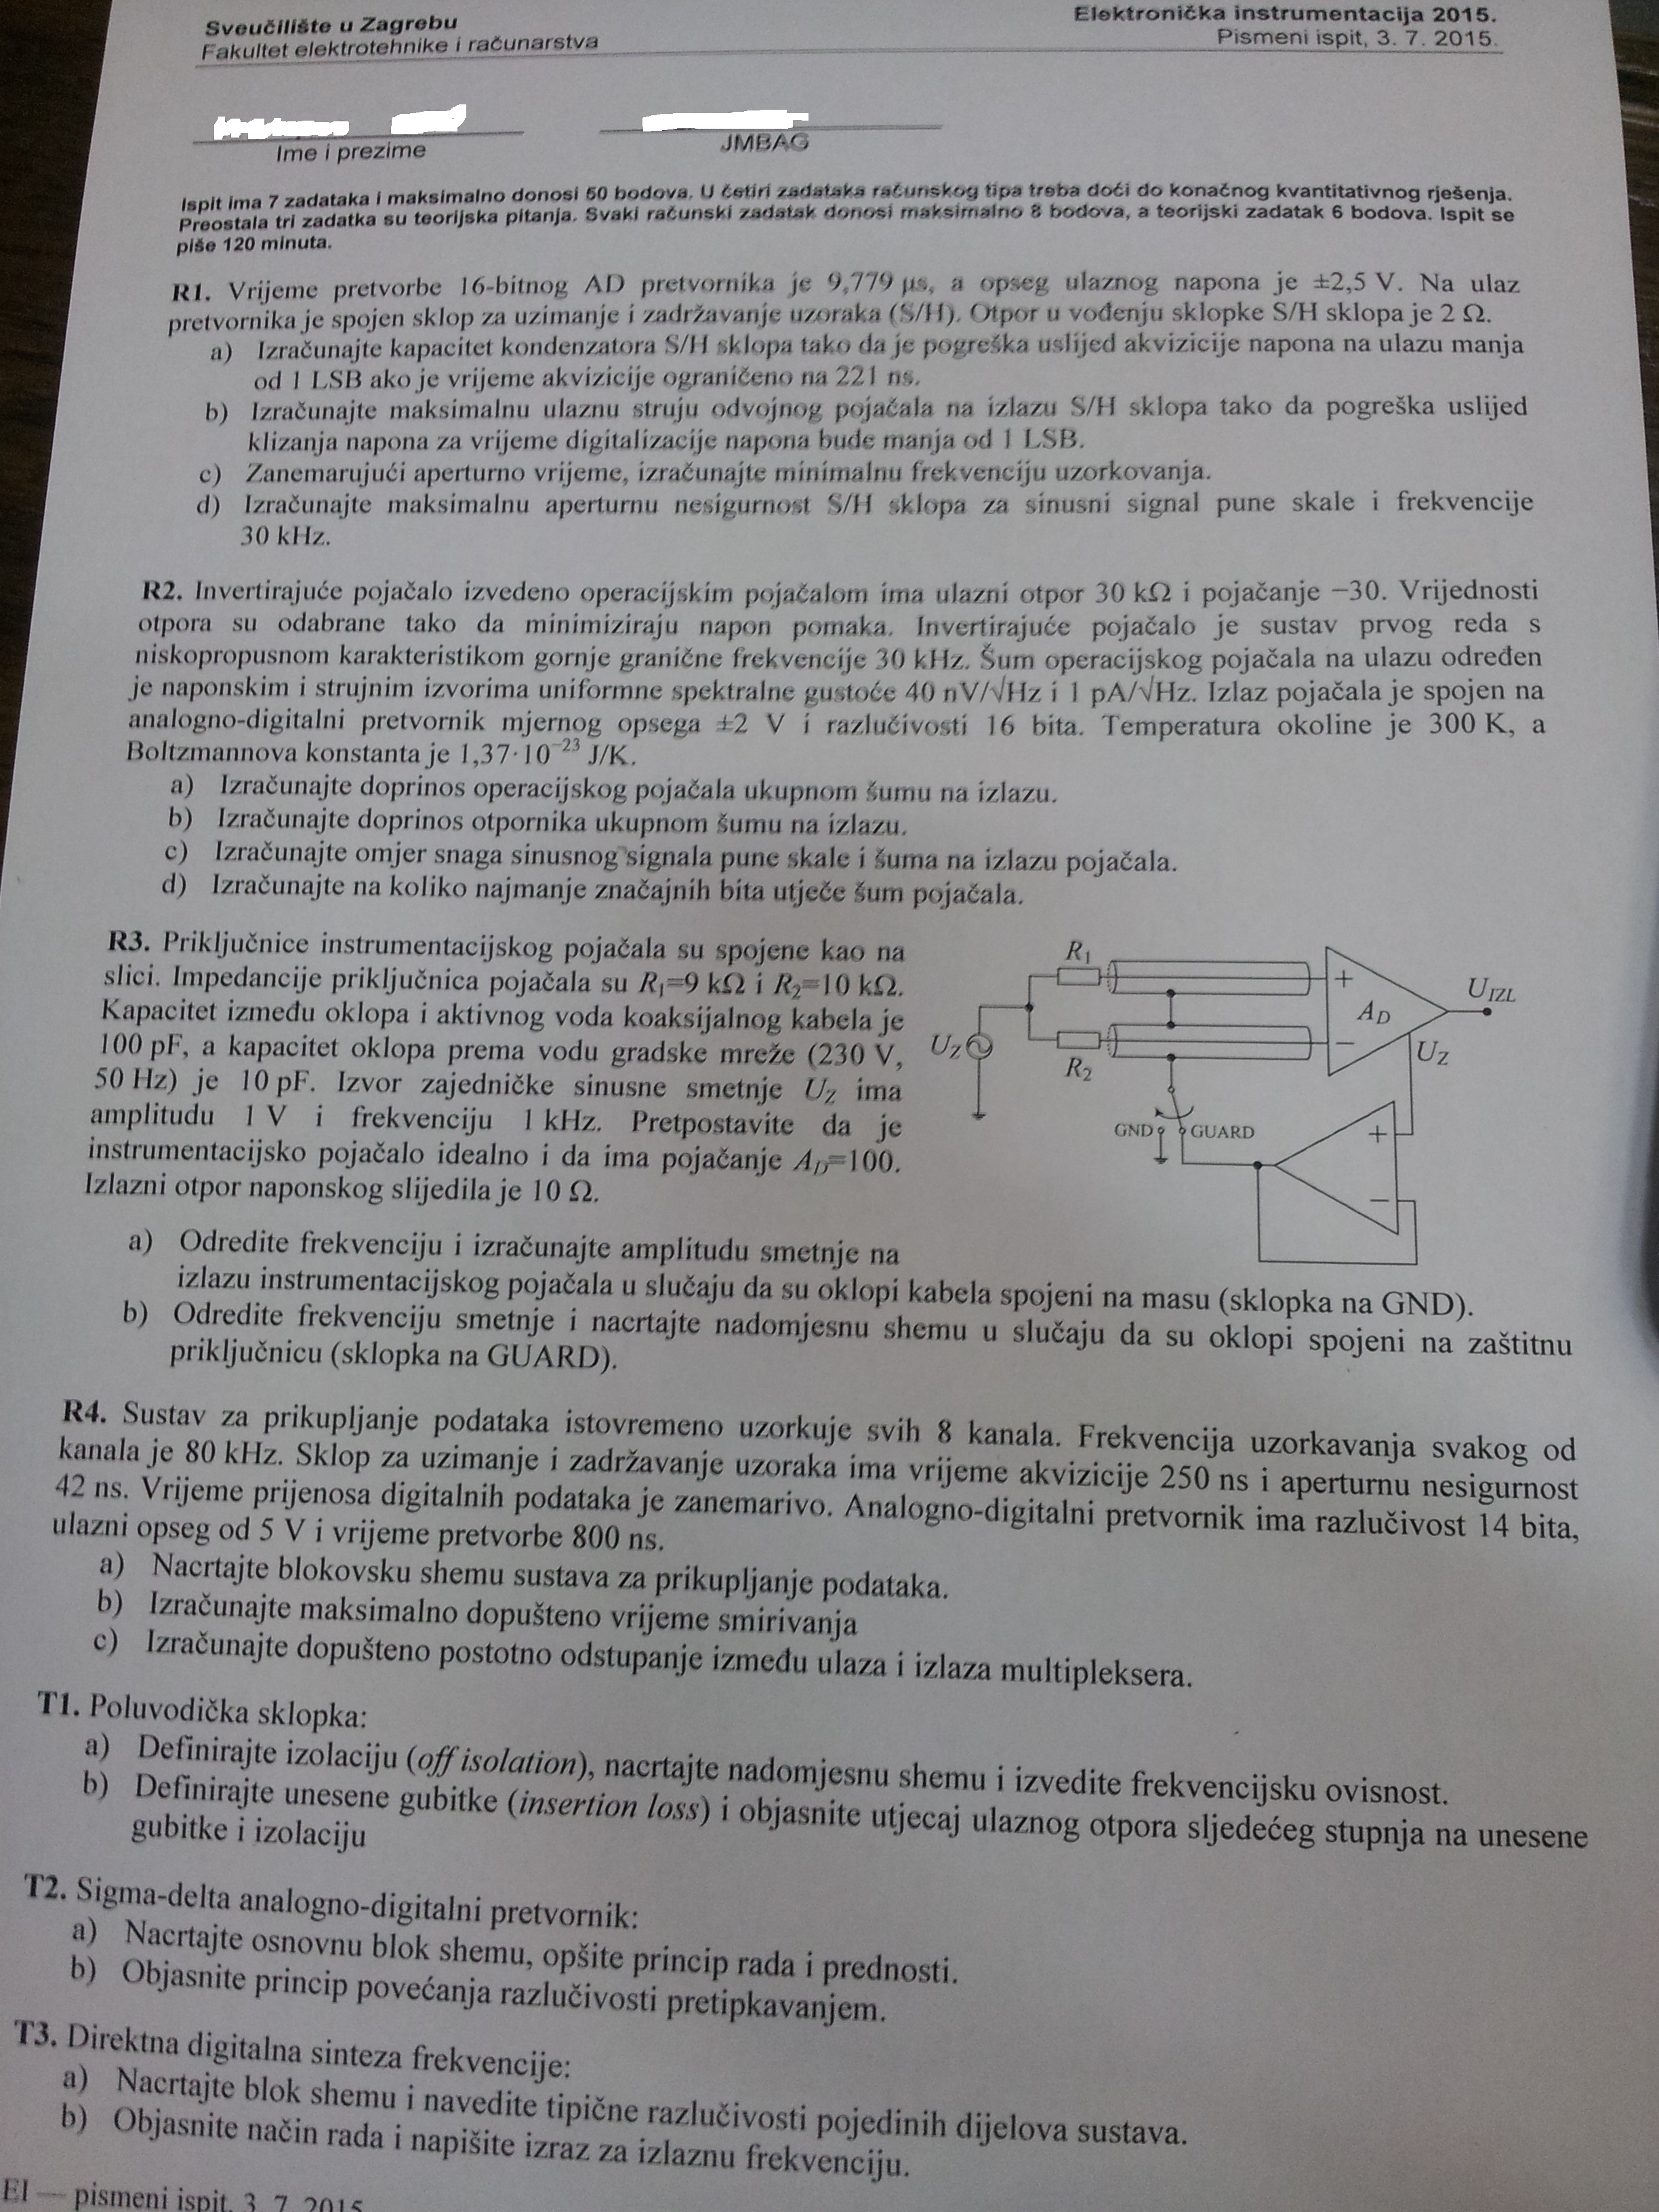 Sveučilište u Zagrebu
Fakultet elektrotehnike i računarstva
Elektronička instrumentacija 2015.
Pismeni ispit, 3. 7. 2015.
Ime i prezime
JMBAG
Ispit ima 7 zadataka i maksimalno donosi 50 bodova. U četiri zadataka računskog tipa treba doći do konačnog kvantitativnog rješenja.
Preostala tri zadatka su teorijska pitanja. Svaki računski zadatak donosi maksimalno 8 bodova, a teorijski zadatak 6 bodova. Ispit se
piše 120 minuta.
R1. Vrijeme pretvorbe 16-bitnog AD pretvornika je 9,779 µs, a opseg ulaznog napona je ±2,5 V. Na ulaz
pretvornika je spojen sklop za uzimanje i zadržavanje uzoraka (S/H). Otpor u vođenju sklopke S/H sklopa je 2 Ω.
a) Izračunajte kapacitet kondenzatora S/H sklopa tako da je pogreška uslijed akvizicije napona na ulazu manja
od 1 LSB ako je vrijeme akvizicije ograničeno na 221 ns.
b) Izračunajte maksimalnu ulaznu struju odvojnog pojačala na izlazu S/H sklopa tako da pogreška uslijed
klizanja napona za vrijeme digitalizacije napona bude manja od 1 LSB.
c) Zanemarujući aperturno vrijeme, izračunajte minimalnu frekvenciju uzorkovanja.
d) Izračunajte maksimalnu aperturnu nesigurnost S/H sklopa za sinusni signal pune skale i frekvencije
30 kHz.
R2. Invertirajuće pojačalo izvedeno operacijskim pojačalom ima ulazni otpor 30 kΩ i pojačanje −30. Vrijednosti
otpora su odabrane tako da minimiziraju napon pomaka. Invertirajuće pojačalo je sustav prvog reda s
niskopropusnom karakteristikom gornje granične frekvencije 30 kHz. Šum operacijskog pojačala na ulazu određen
je naponskim i strujnim izvorima uniformne spektralne gustoće 40 nV/√Hz i 1 pA/√Hz. Izlaz pojačala je spojen na
analogno-digitalni pretvornik mjernog opsega ±2 V i razlučivosti 16 bita. Temperatura okoline je 300 K, a
Boltzmannova konstanta je 1,37·10⁻²³ J/K.
a) Izračunajte doprinos operacijskog pojačala ukupnom šumu na izlazu.
b) Izračunajte doprinos otpornika ukupnom šumu na izlazu.
c) Izračunajte omjer snaga sinusnog signala pune skale i šuma na izlazu pojačala.
d) Izračunajte na koliko najmanje značajnih bita utječe šum pojačala.
R3. Priključnice instrumentacijskog pojačala su spojene kao na
slici. Impedancije priključnica pojačala su R₁=9 kΩ i R₂=10 kΩ.
Kapacitet između oklopa i aktivnog voda koaksijalnog kabela je
100 pF, a kapacitet oklopa prema vodu gradske mreže (230 V,
50 Hz) je 10 pF. Izvor zajedničke sinusne smetnje U_Z ima
amplitudu 1 V i frekvenciju 1 kHz. Pretpostavite da je
instrumentacijsko pojačalo idealno i da ima pojačanje A_D=100.
Izlazni otpor naponskog slijedila je 10 Ω.
R₁
+
A_D
U_IZL
U_Z
−
U_Z
R₂
GND
GUARD
+
−
a) Odredite frekvenciju i izračunajte amplitudu smetnje na
izlazu instrumentacijskog pojačala u slučaju da su oklopi kabela spojeni na masu (sklopka na GND).
b) Odredite frekvenciju smetnje i nacrtajte nadomjesnu shemu u slučaju da su oklopi spojeni na zaštitnu
priključnicu (sklopka na GUARD).
R4. Sustav za prikupljanje podataka istovremeno uzorkuje svih 8 kanala. Frekvencija uzorkavanja svakog od
kanala je 80 kHz. Sklop za uzimanje i zadržavanje uzoraka ima vrijeme akvizicije 250 ns i aperturnu nesigurnost
42 ns. Vrijeme prijenosa digitalnih podataka je zanemarivo. Analogno-digitalni pretvornik ima razlučivost 14 bita,
ulazni opseg od 5 V i vrijeme pretvorbe 800 ns.
a) Nacrtajte blokovsku shemu sustava za prikupljanje podataka.
b) Izračunajte maksimalno dopušteno vrijeme smirivanja
c) Izračunajte dopušteno postotno odstupanje između ulaza i izlaza multipleksera.
T1. Poluvodička sklopka:
a) Definirajte izolaciju (off isolation), nacrtajte nadomjesnu shemu i izvedite frekvencijsku ovisnost.
b) Definirajte unesene gubitke (insertion loss) i objasnite utjecaj ulaznog otpora sljedećeg stupnja na unesene
gubitke i izolaciju
T2. Sigma-delta analogno-digitalni pretvornik:
a) Nacrtajte osnovnu blok shemu, opšite princip rada i prednosti.
b) Objasnite princip povećanja razlučivosti pretipkavanjem.
T3. Direktna digitalna sinteza frekvencije:
a) Nacrtajte blok shemu i navedite tipične razlučivosti pojedinih dijelova sustava.
b) Objasnite način rada i napišite izraz za izlaznu frekvenciju.
EI — pismeni ispit, 3. 7. 2015